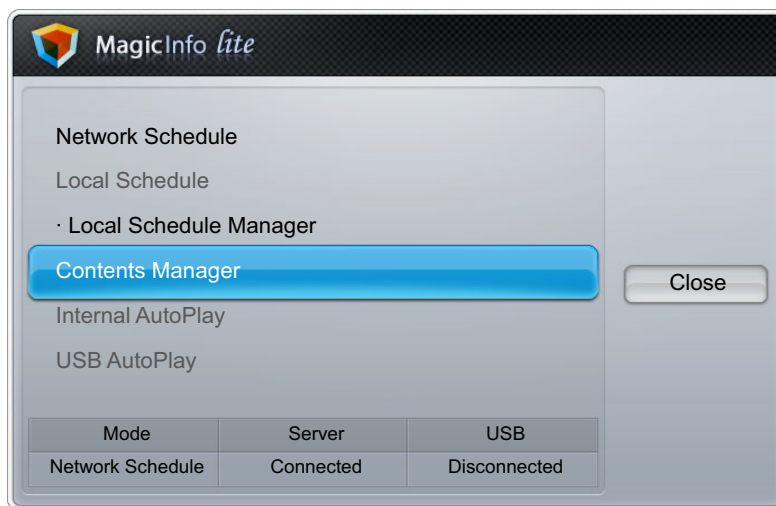 MagicInfo lite
Network Schedule
Local Schedule
· Local Schedule Manager
Contents Manager
Close
Internal AutoPlay
USB AutoPlay
Mode Server USB
Network Schedule Connected Disconnected